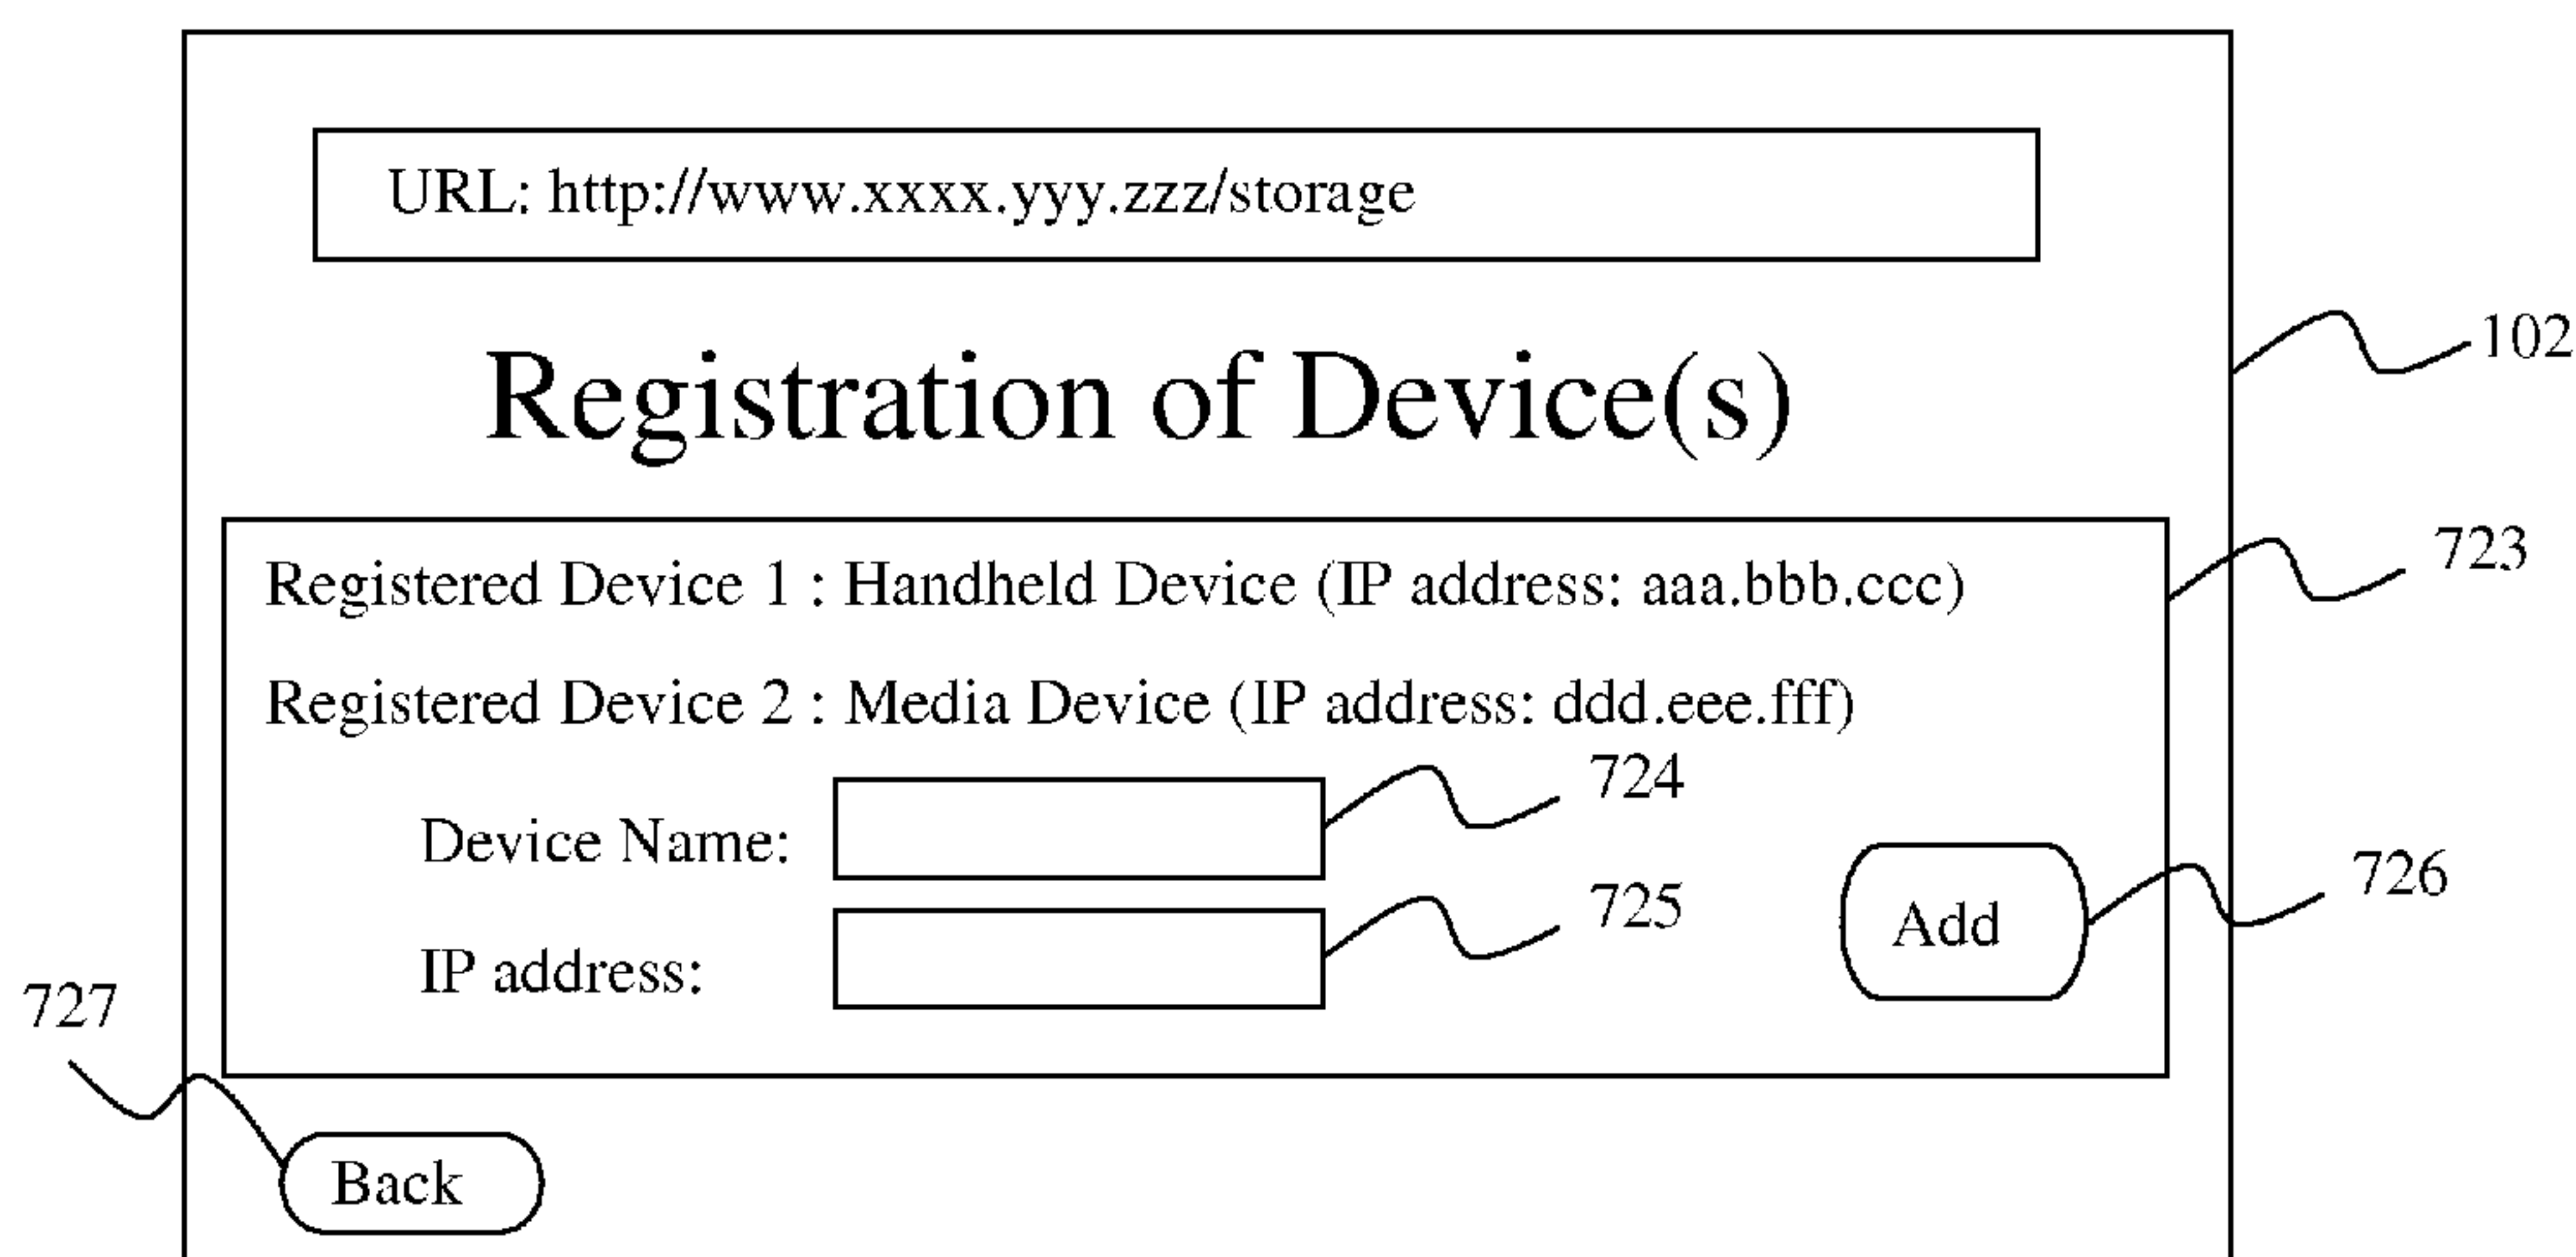 URL: http://www.xxxx.yyy.zzz/storage
102
Registration of Device(s)
723
Registered Device 1 : Handheld Device (IP address: aaa.bbb.ccc)
Registered Device 2 : Media Device (IP address: ddd.eee.fff)
724
Device Name:
726
725
Add
IP address:
727
Back